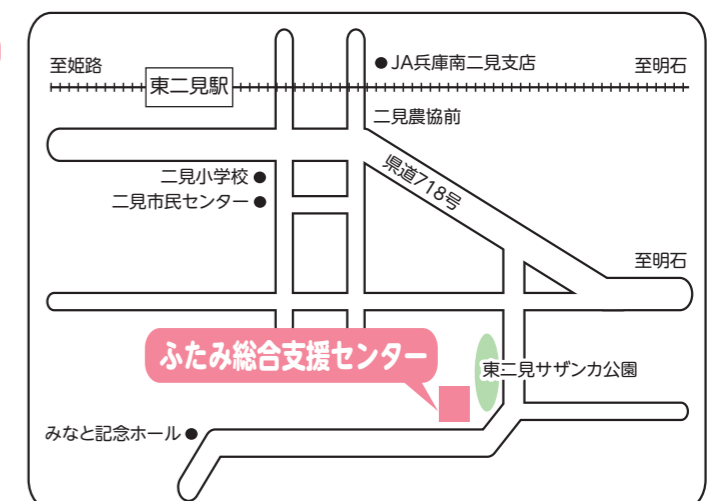 至姫路
東二見駅
JA兵庫南二見支店
至明石
二見農協前
県道718号
二見小学校
二見市民センター
至明石
ふたみ総合支援センター
東二見サザンカ公園
みなと記念ホール